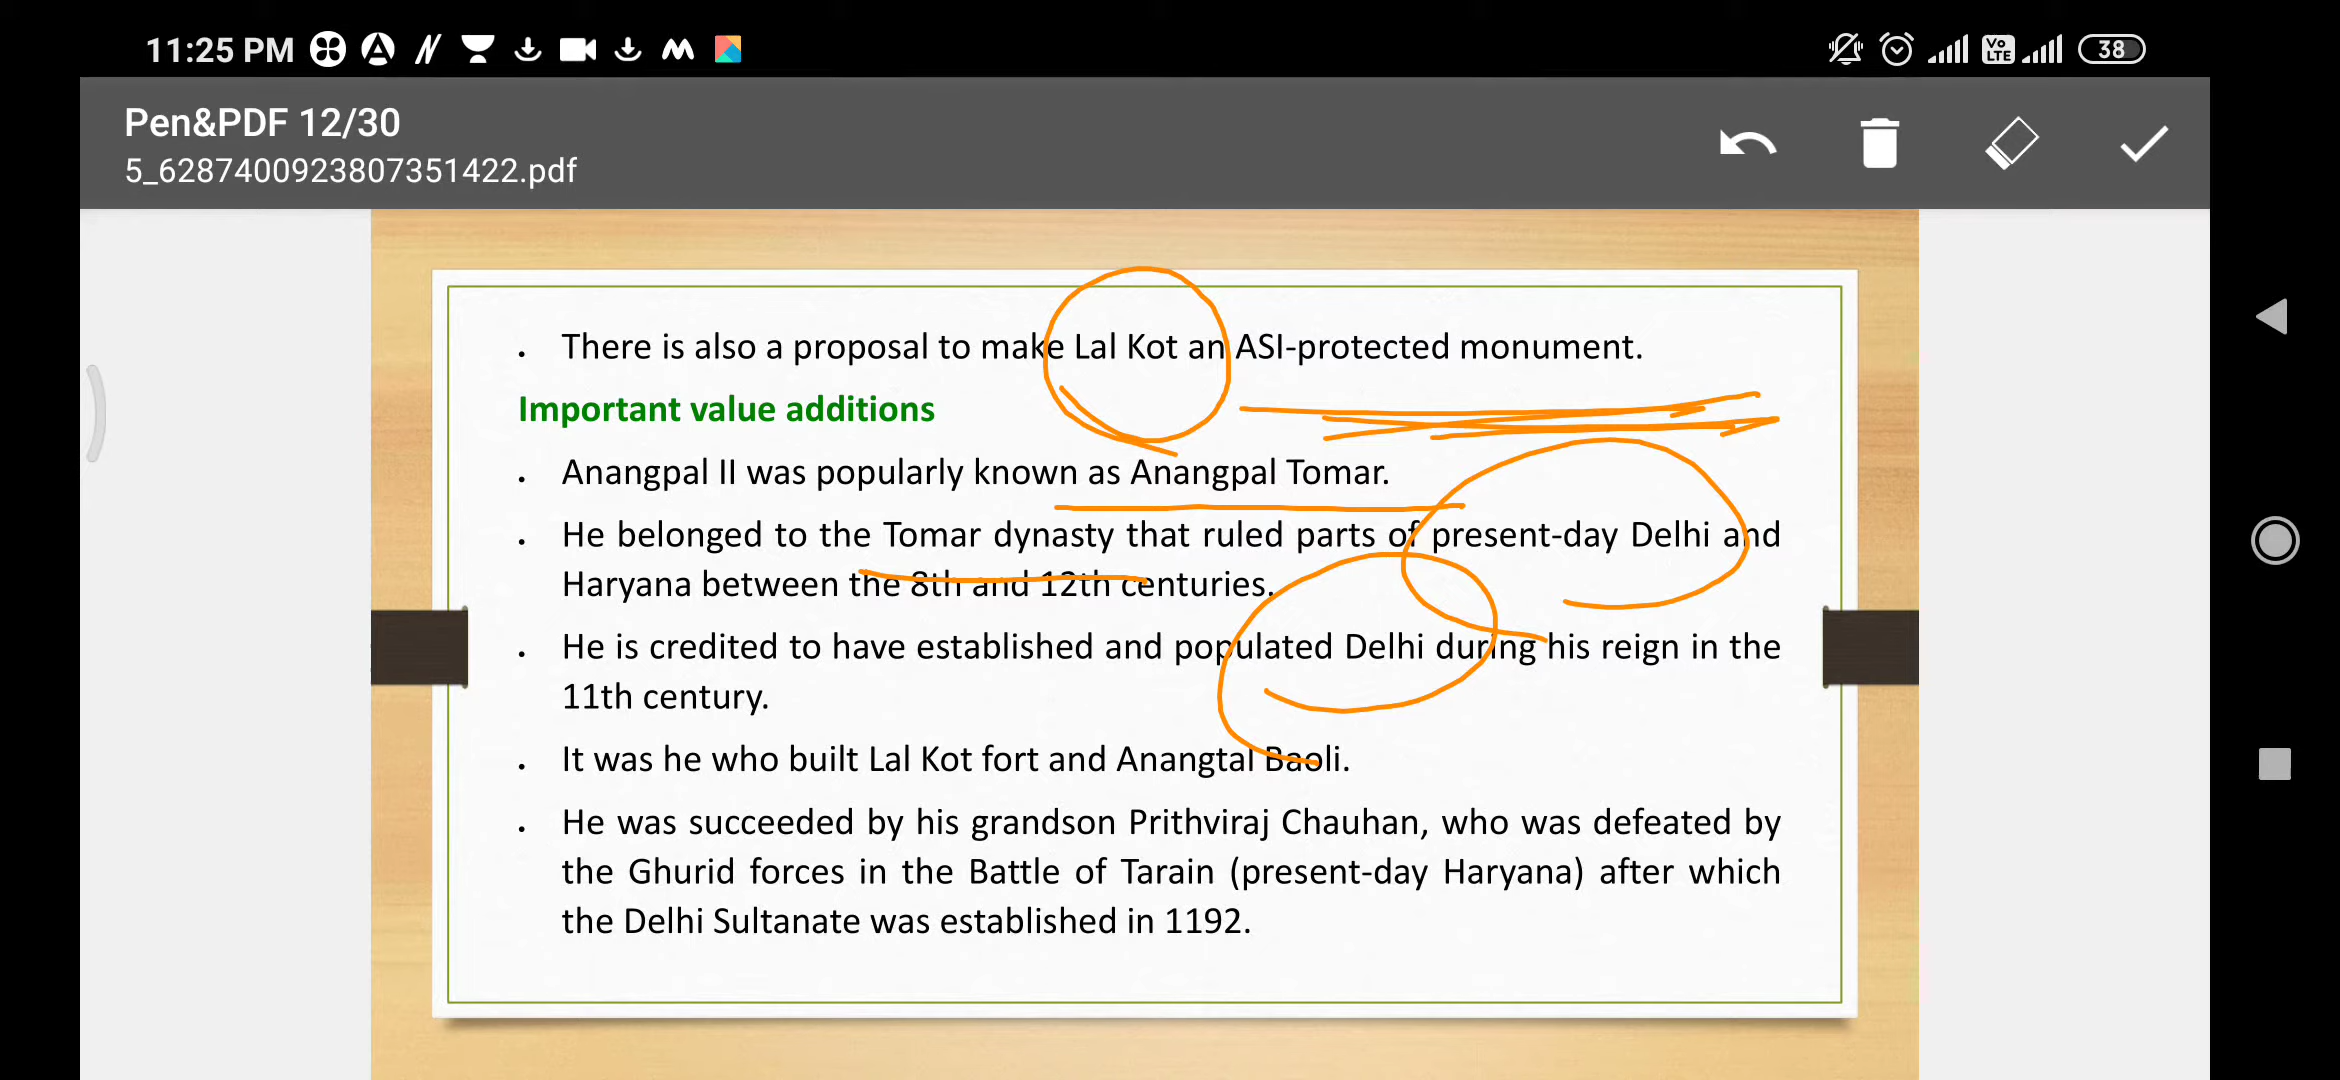 11:25 PM
Vo LTE
38
Pen&PDF 12/30
5_6287400923807351422.pdf
• There is also a proposal to make Lal Kot an ASI-protected monument.
Important value additions
• Anangpal II was popularly known as Anangpal Tomar.
• He belonged to the Tomar dynasty that ruled parts of present-day Delhi and
Haryana between the 8th and 12th centuries.
• He is credited to have established and populated Delhi during his reign in the
11th century.
• It was he who built Lal Kot fort and Anangtal Baoli.
• He was succeeded by his grandson Prithviraj Chauhan, who was defeated by
the Ghurid forces in the Battle of Tarain (present-day Haryana) after which
the Delhi Sultanate was established in 1192.